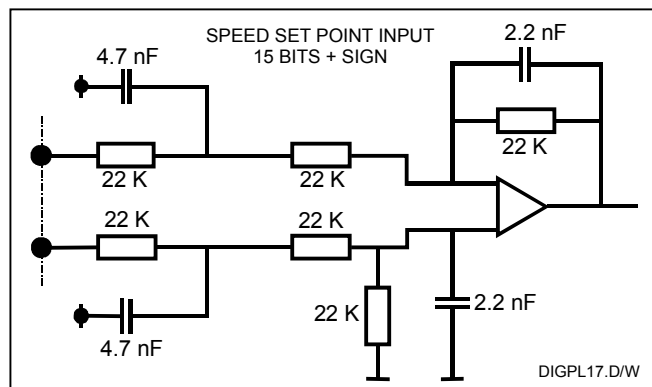 SPEED SET POINT INPUT
15 BITS + SIGN
2.2 nF
4.7 nF
22 K
22 K
22 K
22 K
22 K
22 K
2.2 nF
4.7 nF
DIGPL17.D/W